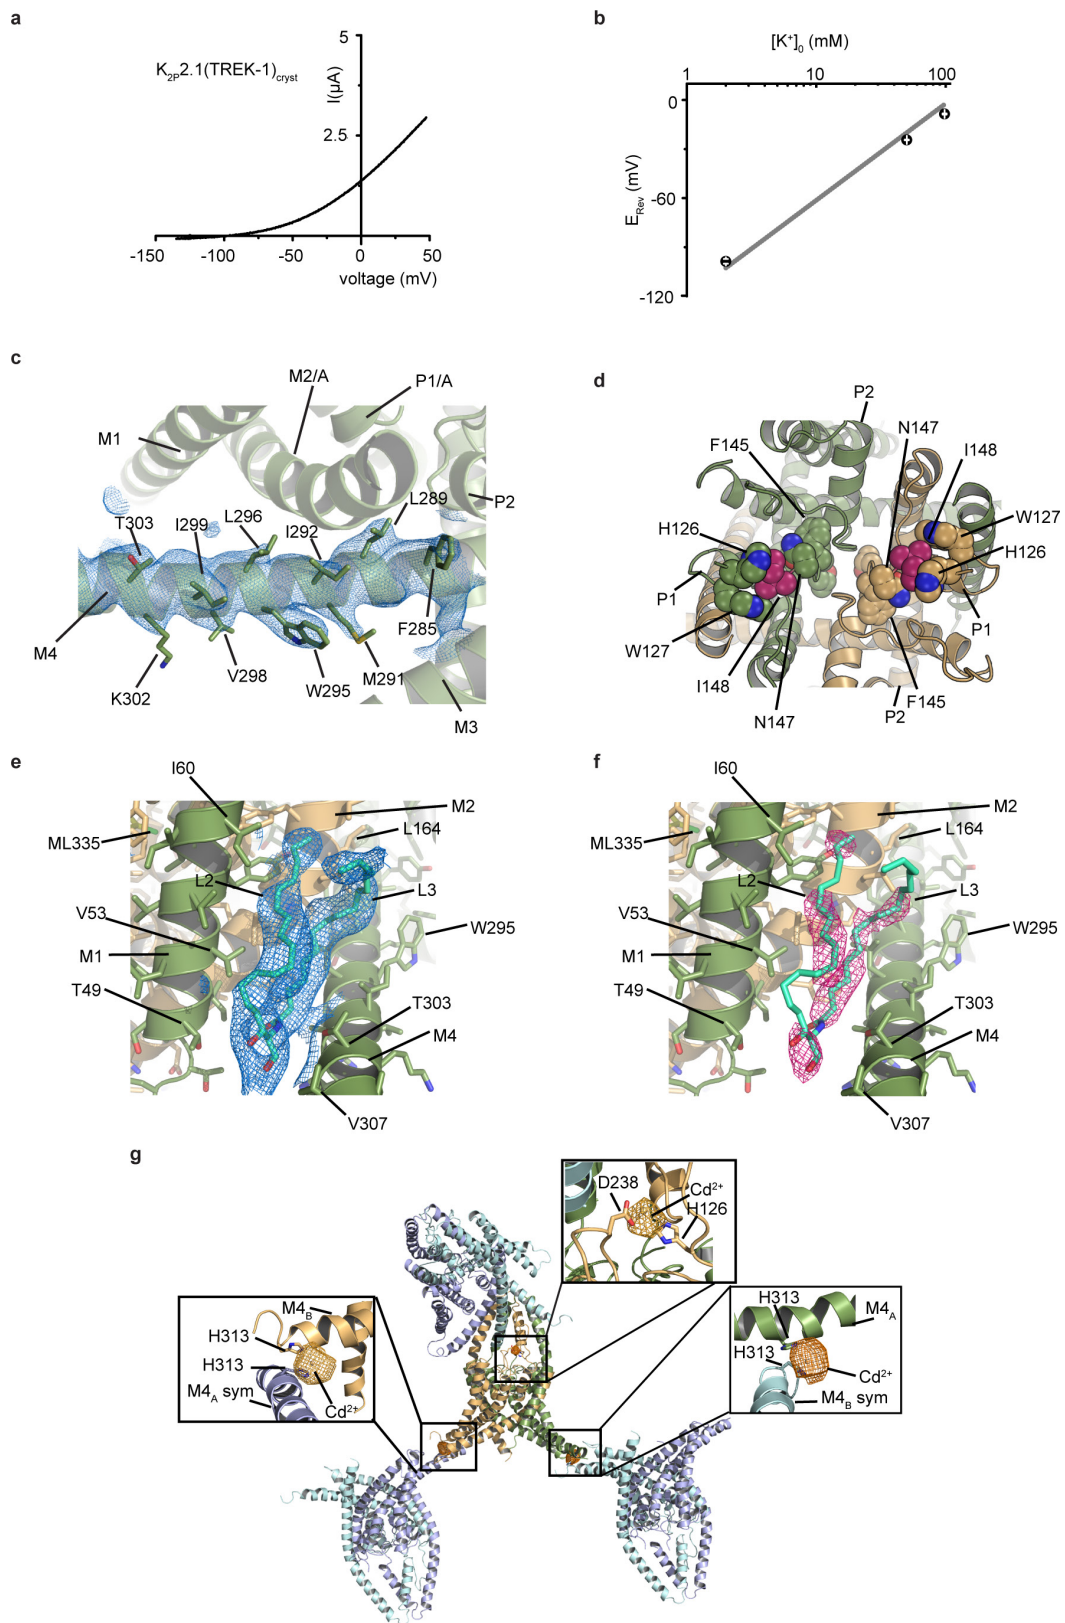 a
K2P2.1(TREK-1)cryst
I(µA)
5
2.5
-150
-100
-50
0
50
voltage (mV)
b
[K+]0 (mM)
1
10
100
0
-60
-120
ERev (mV)
c
M2/A
P1/A
M1
L289
P2
T303
I299
L296
I292
M4
F285
K302
V298
W295
M291
M3
d
P2
N147
F145
I148
W127
H126
H126
P1
P1
W127
I148
F145
N147
P2
e
I60
M2
ML335
L164
L2
L3
V53
W295
M1
T49
T303
M4
V307
f
I60
M2
ML335
L164
L2
L3
V53
W295
M1
T49
T303
M4
V307
g
D238
Cd2+
H126
M4B
H313
H313
M4A sym
Cd2+
H313
M4A
H313
Cd2+
M4B sym